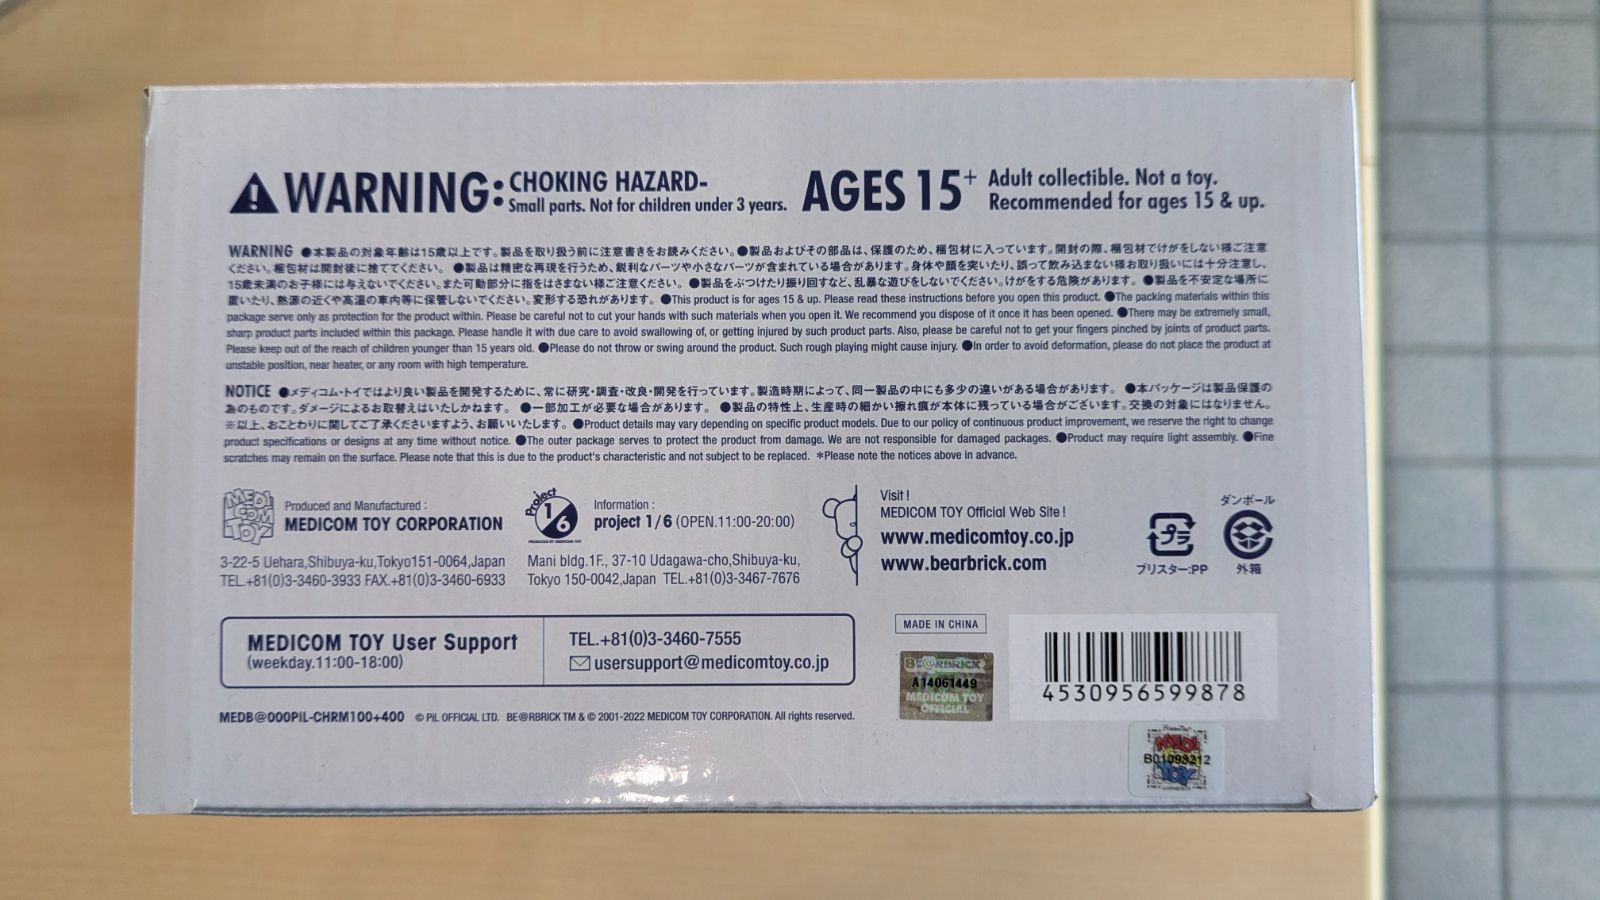 WARNING: CHOKING HAZARD-
Small parts. Not for children under 3 years.
AGES 15+ Adult collectible. Not a toy.
Recommended for ages 15 & up.
WARNING ●本製品の対象年齢は15歳以上です。製品を取り扱う前に注意書きをお読みください。●製品およびその部品は、保護のため、梱包材に入っています。開封の際、梱包材でけがをしない様ご注意
ください。梱包材は開封後に捨ててください。 ●製品は精密な再現を行うため、鋭利なパーツや小さなパーツが含まれている場合があります。身体や顔を突いたり、誤って飲み込まない様お取り扱いには十分注意し、
15歳未満のお子様には与えないでください。また可動部分に指をはさまない様ご注意ください。 ●製品をぶつけたり振り回すなど、乱暴な遊びをしないでください。けがをする危険があります。 ●製品を不安定な場所に
置いたり、熱源の近くや高温の車内等に保管しないでください。変形する恐れがあります。 ●This product is for ages 15 & up. Please read these instructions before you open this product. ●The packing materials within this
package serve only as protection for the product within. Please be careful not to cut your hands with such materials when you open it. We recommend you dispose of it once it has been opened. ●There may be extremely small,
sharp product parts included within this package. Please handle it with due care to avoid swallowing of, or getting injured by such product parts. Also, please be careful not to get your fingers pinched by joints of product parts.
Please keep out of the reach of children younger than 15 years old. ●Please do not throw or swing around the product. Such rough playing might cause injury. ●In order to avoid deformation, please do not place the product at
unstable position, near heater, or any room with high temperature.
NOTICE ●メディコム・トイではより良い製品を開発するために、常に研究・調査・改良・開発を行っています。製造時期によって、同一製品の中にも多少の違いがある場合があります。 ●本パッケージは製品保護の
為のものです。ダメージによるお取替えはいたしかねます。 ●一部加工が必要な場合があります。 ●製品の特性上、生産時の細かい擦れ痕が本体に残っている場合がございます。交換の対象にはなりません。
※以上、おことわりに関してご了承くださいますよう、お願いいたします。 ●Product details may vary depending on specific product models. Due to our policy of continuous product improvement, we reserve the right to change
product specifications or designs at any time without notice. ●The outer package serves to protect the product from damage. We are not responsible for damaged packages. ●Product may require light assembly. ●Fine
scratches may remain on the surface. Please note that this is due to the product's characteristic and not subject to be replaced. ＊Please note the notices above in advance.
MEDI
COM
TOY
Produced and Manufactured :
MEDICOM TOY CORPORATION
3-22-5 Uehara,Shibuya-ku,Tokyo151-0064,Japan
TEL.+81(0)3-3460-3933 FAX.+81(0)3-3460-6933
Project
1/6
PRODUCED BY MEDICOM TOY
Information :
project 1/6 (OPEN.11:00-20:00)
Mani bldg.1F., 37-10 Udagawa-cho,Shibuya-ku,
Tokyo 150-0042,Japan TEL.+81(0)3-3467-7676
Visit !
MEDICOM TOY Official Web Site !
www.medicomtoy.co.jp
www.bearbrick.com
プラ
ブリスター:PP
ダンボール
外箱
MEDICOM TOY User Support
(weekday.11:00-18:00)
TEL.+81(0)3-3460-7555
usersupport@medicomtoy.co.jp
MADE IN CHINA
BE@RBRICK
A14061449
MEDICOM TOY
OFFICIAL
4530956599878
MEDB@000PiL-CHRM100+400 © PiL OFFICIAL LTD. BE@RBRICK TM & © 2001-2022 MEDICOM TOY CORPORATION. All rights reserved.
MEDI
B01099212
TOY